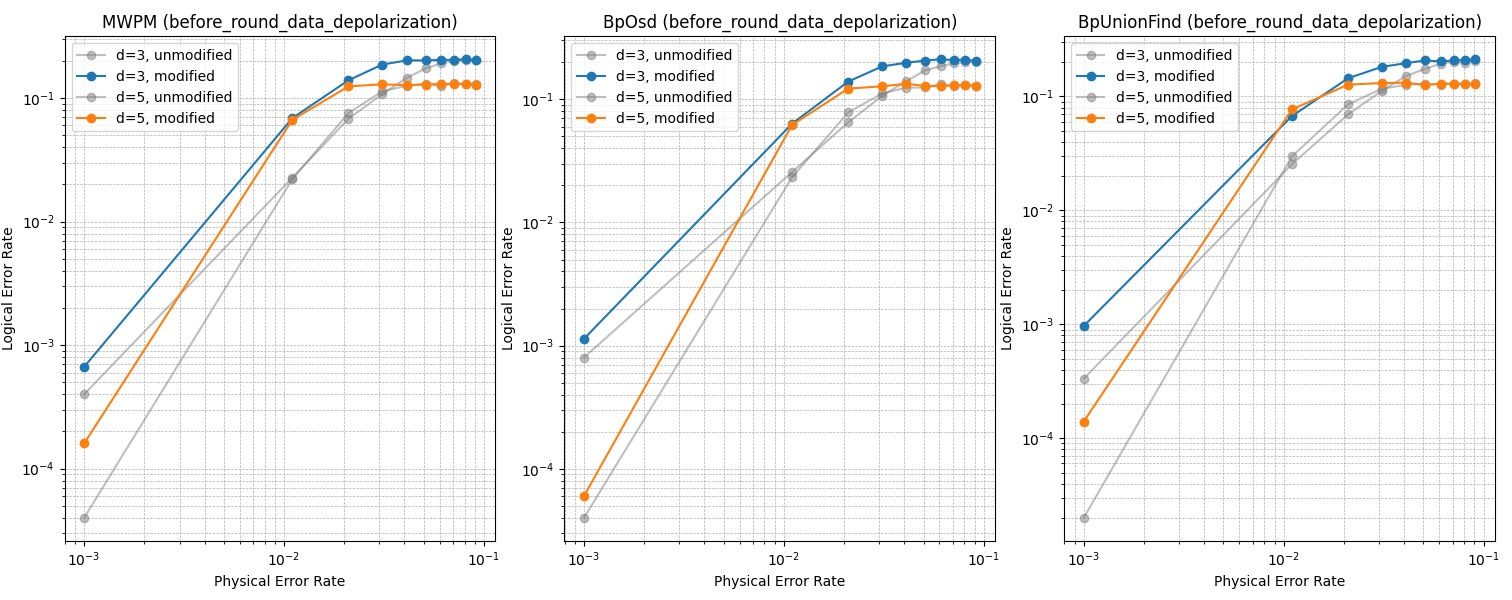 MWPM (before_round_data_depolarization)
d=3, unmodified
d=3, modified
d=5, unmodified
d=5, modified
10⁻¹
10⁻²
10⁻³
10⁻⁴
Logical Error Rate
10⁻³
10⁻²
10⁻¹
Physical Error Rate
BpOsd (before_round_data_depolarization)
d=3, unmodified
d=3, modified
d=5, unmodified
d=5, modified
10⁻¹
10⁻²
10⁻³
10⁻⁴
Logical Error Rate
10⁻³
10⁻²
10⁻¹
Physical Error Rate
BpUnionFind (before_round_data_depolarization)
d=3, unmodified
d=3, modified
d=5, unmodified
d=5, modified
10⁻¹
10⁻²
10⁻³
10⁻⁴
Logical Error Rate
10⁻³
10⁻²
10⁻¹
Physical Error Rate